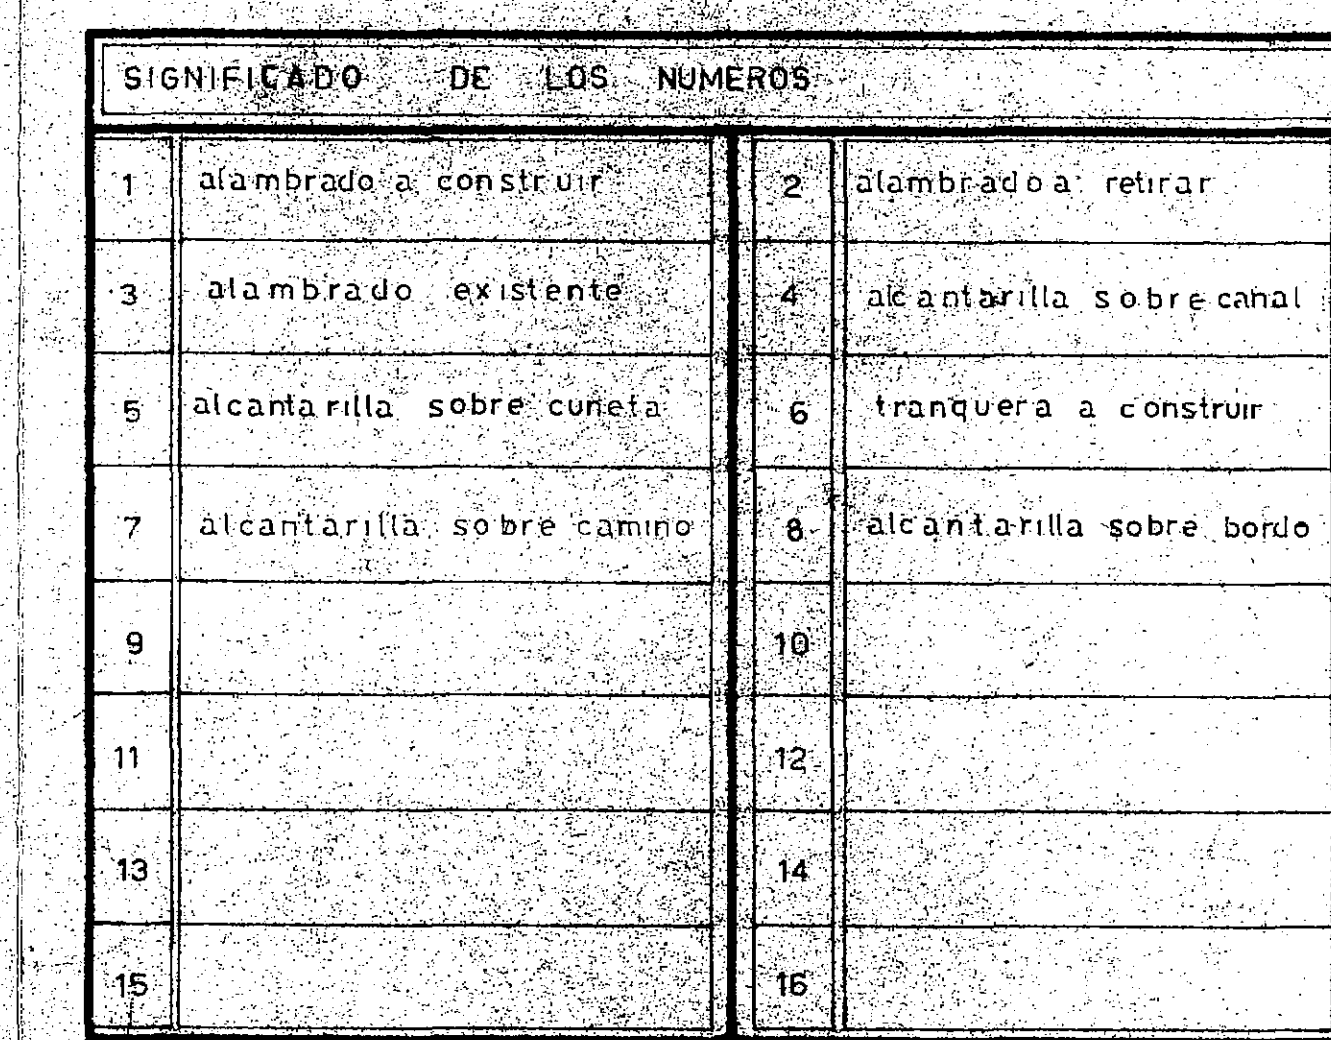 SIGNIFICADO DE LOS NUMEROS
1 alambrado a construir 2 alambrado a retirar
3 alambrado existente 4 alcantarilla sobre canal
5 alcantarilla sobre cuneta 6 tranquera a construir
7 alcantarilla sobre camino 8 alcantarilla sobre bordo
9 10
11 12
13 14
15 16